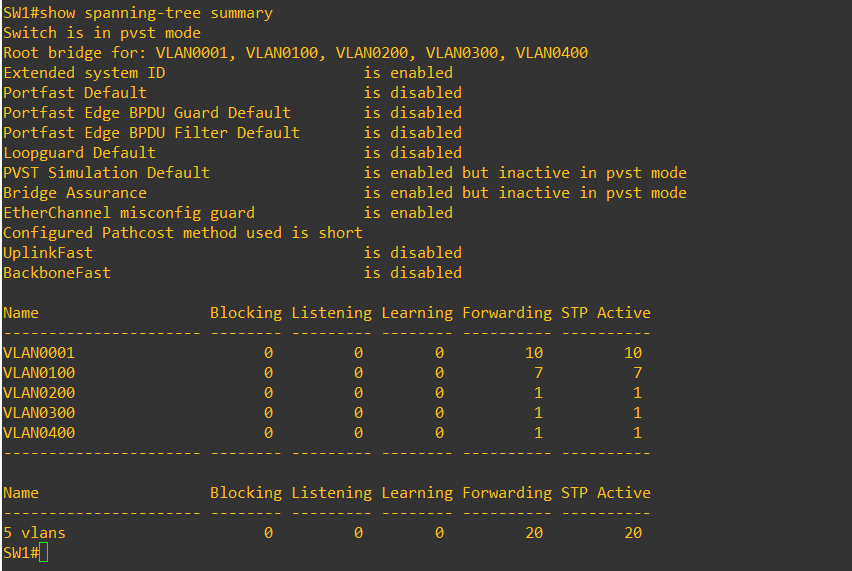 SW1#show spanning-tree summary
Switch is in pvst mode
Root bridge for: VLAN0001, VLAN0100, VLAN0200, VLAN0300, VLAN0400
Extended system ID                      is enabled
Portfast Default                        is disabled
Portfast Edge BPDU Guard Default        is disabled
Portfast Edge BPDU Filter Default       is disabled
Loopguard Default                       is disabled
PVST Simulation Default                 is enabled but inactive in pvst mode
Bridge Assurance                        is enabled but inactive in pvst mode
EtherChannel misconfig guard            is enabled
Configured Pathcost method used is short
UplinkFast                              is disabled
BackboneFast                            is disabled

Name                   Blocking Listening Learning Forwarding STP Active
---------------------- -------- --------- -------- ---------- ----------
VLAN0001                     0         0        0         10         10
VLAN0100                     0         0        0          7          7
VLAN0200                     0         0        0          1          1
VLAN0300                     0         0        0          1          1
VLAN0400                     0         0        0          1          1
---------------------- -------- --------- -------- ---------- ----------

Name                   Blocking Listening Learning Forwarding STP Active
---------------------- -------- --------- -------- ---------- ----------
5 vlans                      0         0        0         20         20
SW1#